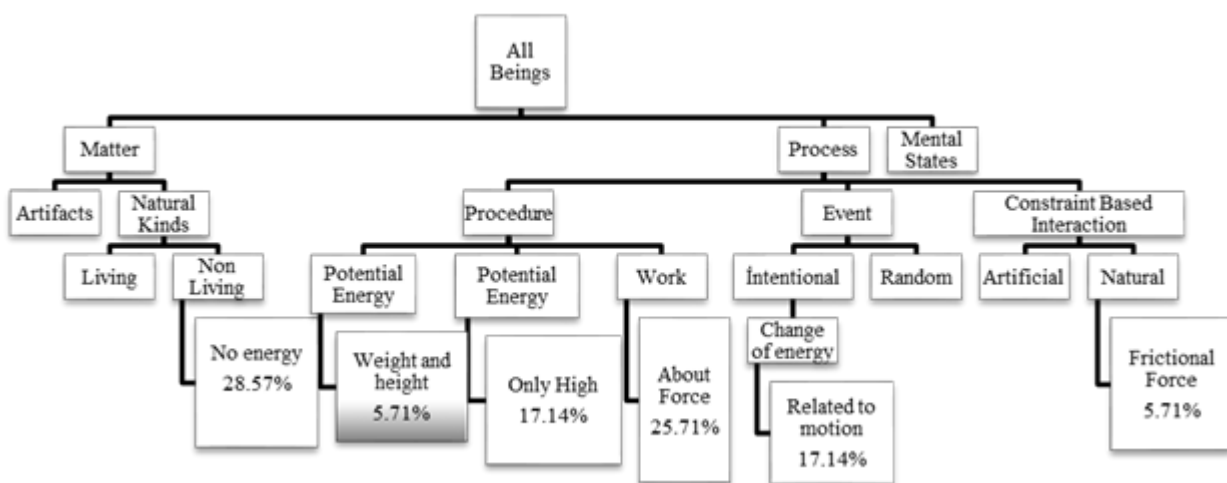 All
Beings
Matter
Process
Mental
States
Artifacts
Natural
Kinds
Procedure
Event
Constraint Based
Interaction
Living
Non
Living
Potential
Energy
Potential
Energy
Work
İntentional
Random
Artificial
Natural
No energy
28.57%
Weight and
height
5.71%
Only High
17.14%
About
Force
25.71%
Change
of energy
Related to
motion
17.14%
Frictional
Force
5.71%